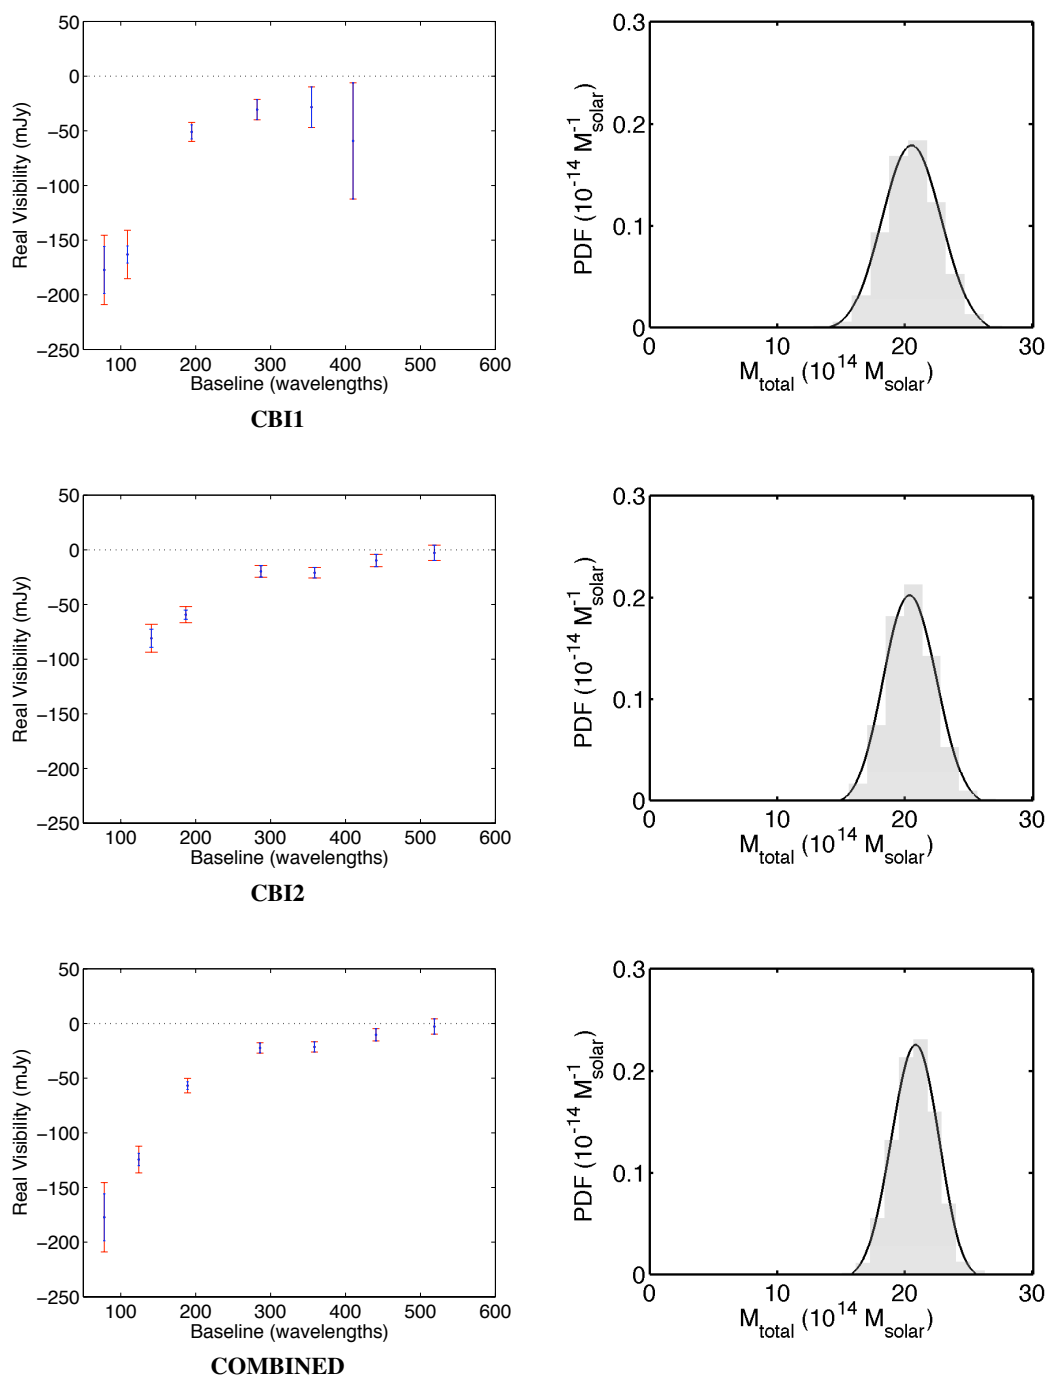 50
0
−50
−100
−150
−200
−250
Real Visibility (mJy)
100 200 300 400 500 600
Baseline (wavelengths)
CBI1
0.3
0.2
0.1
0
PDF (10^-14 M^-1_solar)
0 10 20 30
M_total (10^14 M_solar)
50
0
−50
−100
−150
−200
−250
Real Visibility (mJy)
100 200 300 400 500 600
Baseline (wavelengths)
CBI2
0.3
0.2
0.1
0
PDF (10^-14 M^-1_solar)
0 10 20 30
M_total (10^14 M_solar)
50
0
−50
−100
−150
−200
−250
Real Visibility (mJy)
100 200 300 400 500 600
Baseline (wavelengths)
COMBINED
0.3
0.2
0.1
0
PDF (10^-14 M^-1_solar)
0 10 20 30
M_total (10^14 M_solar)